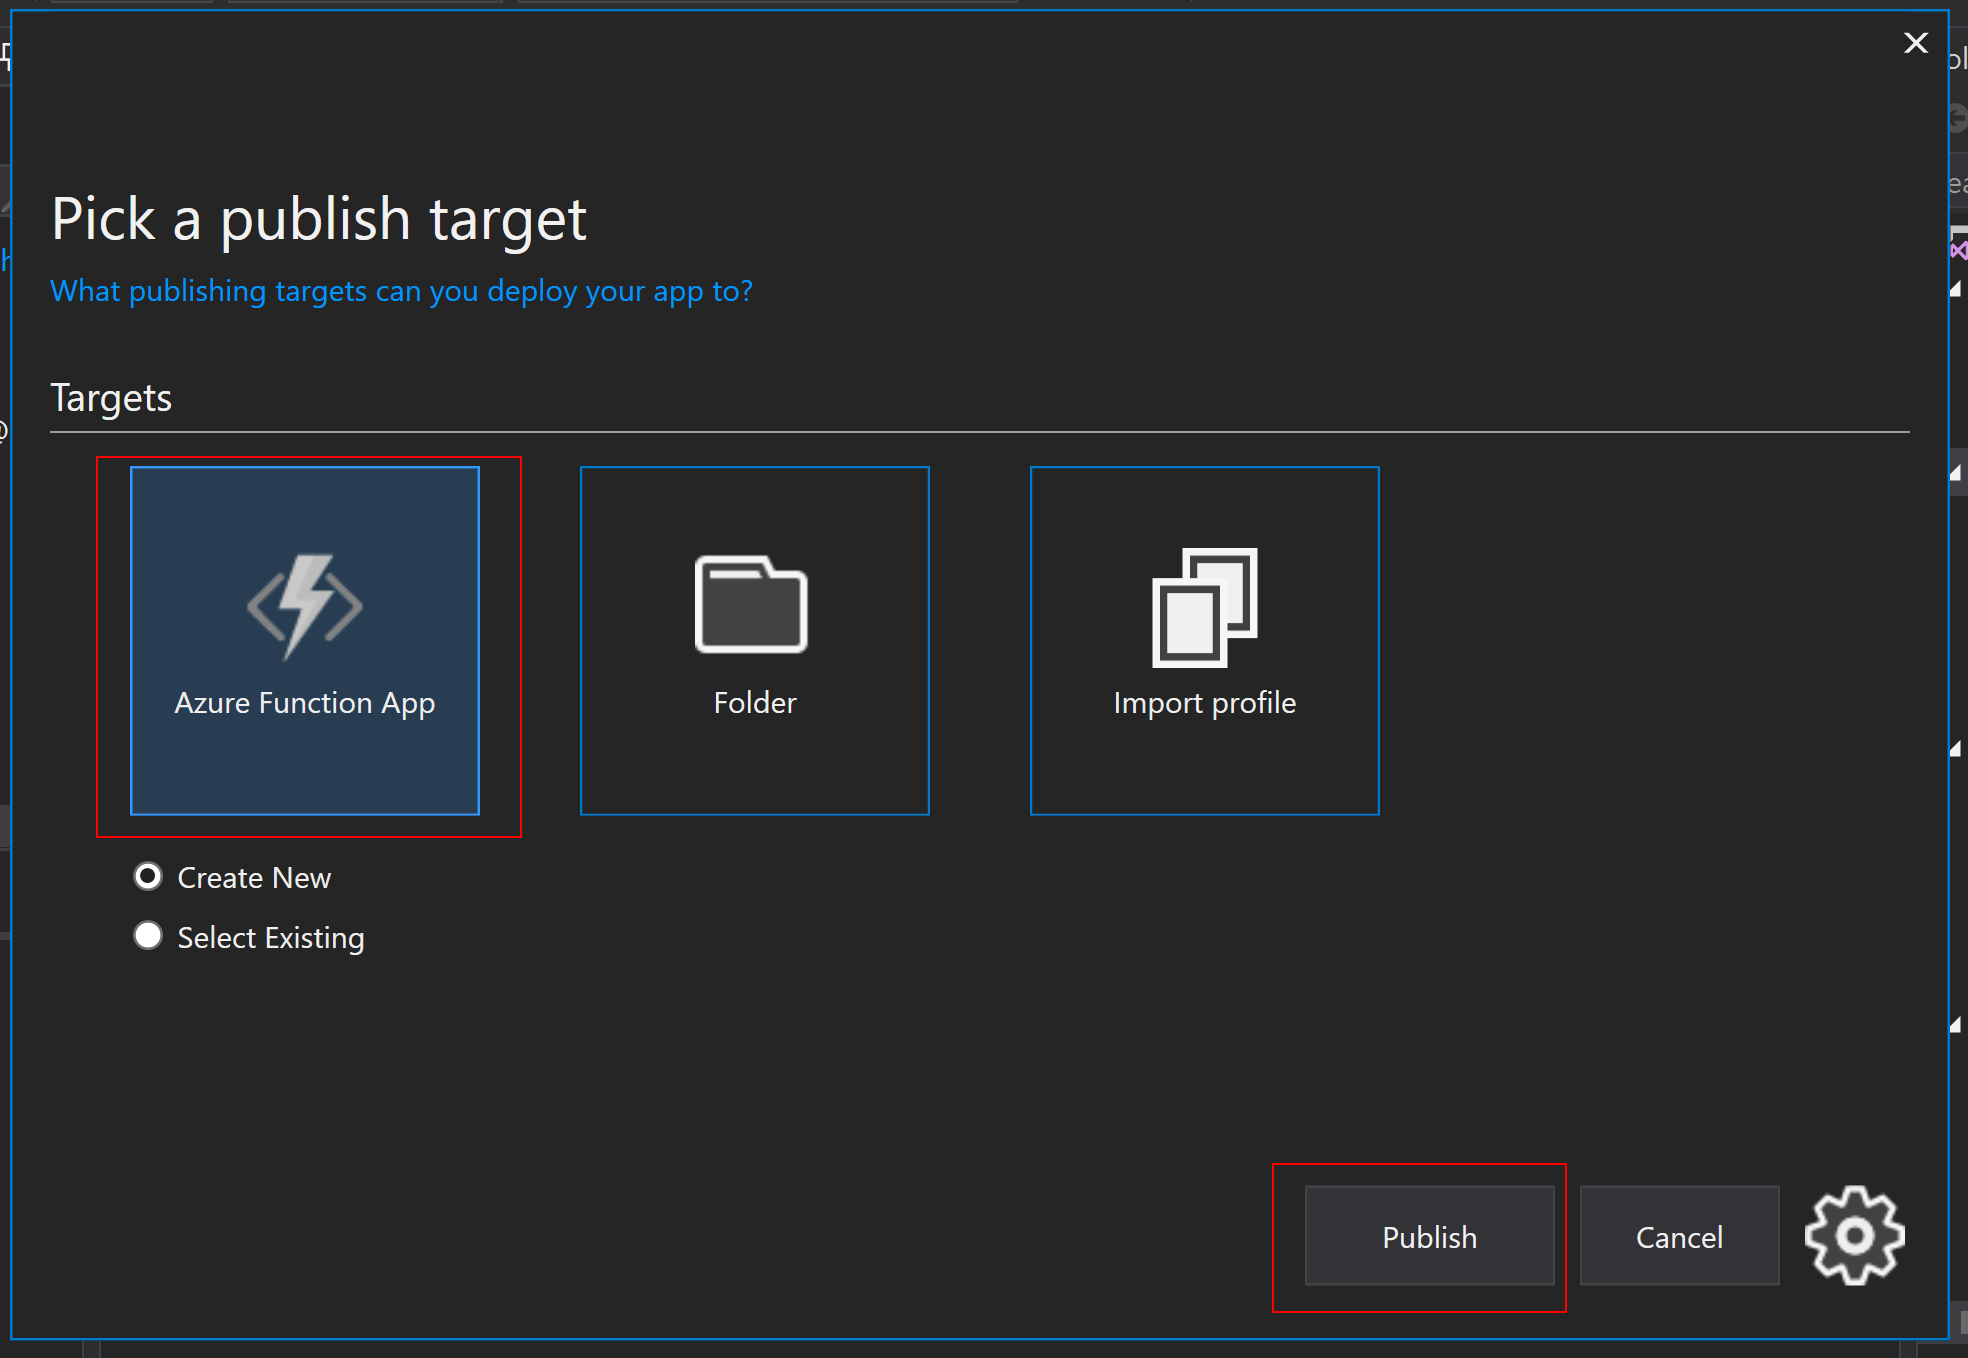 Pick a publish target
What publishing targets can you deploy your app to?
Targets
Azure Function App
Folder
Import profile
Create New
Select Existing
Publish
Cancel